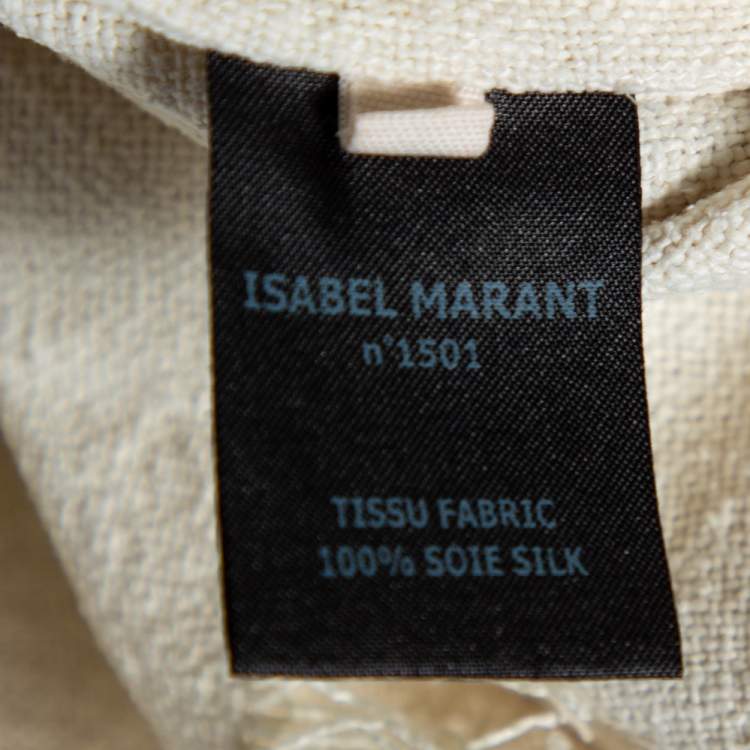 ISABEL MARANT
n°1501
TISSU FABRIC
100% SOIE SILK